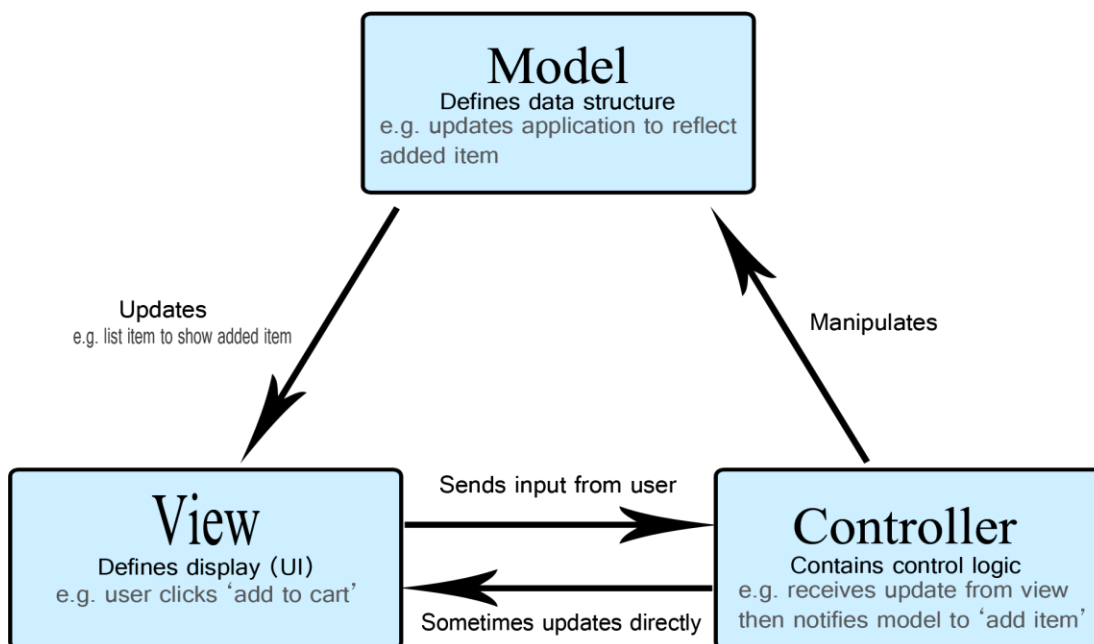 Model
Defines data structure
e.g. updates application to reflect
added item
Updates
e.g. list item to show added item
Manipulates
View
Defines display (UI)
e.g. user clicks ‘add to cart’
Sends input from user
Sometimes updates directly
Controller
Contains control logic
e.g. receives update from view
then notifies model to ‘add item’